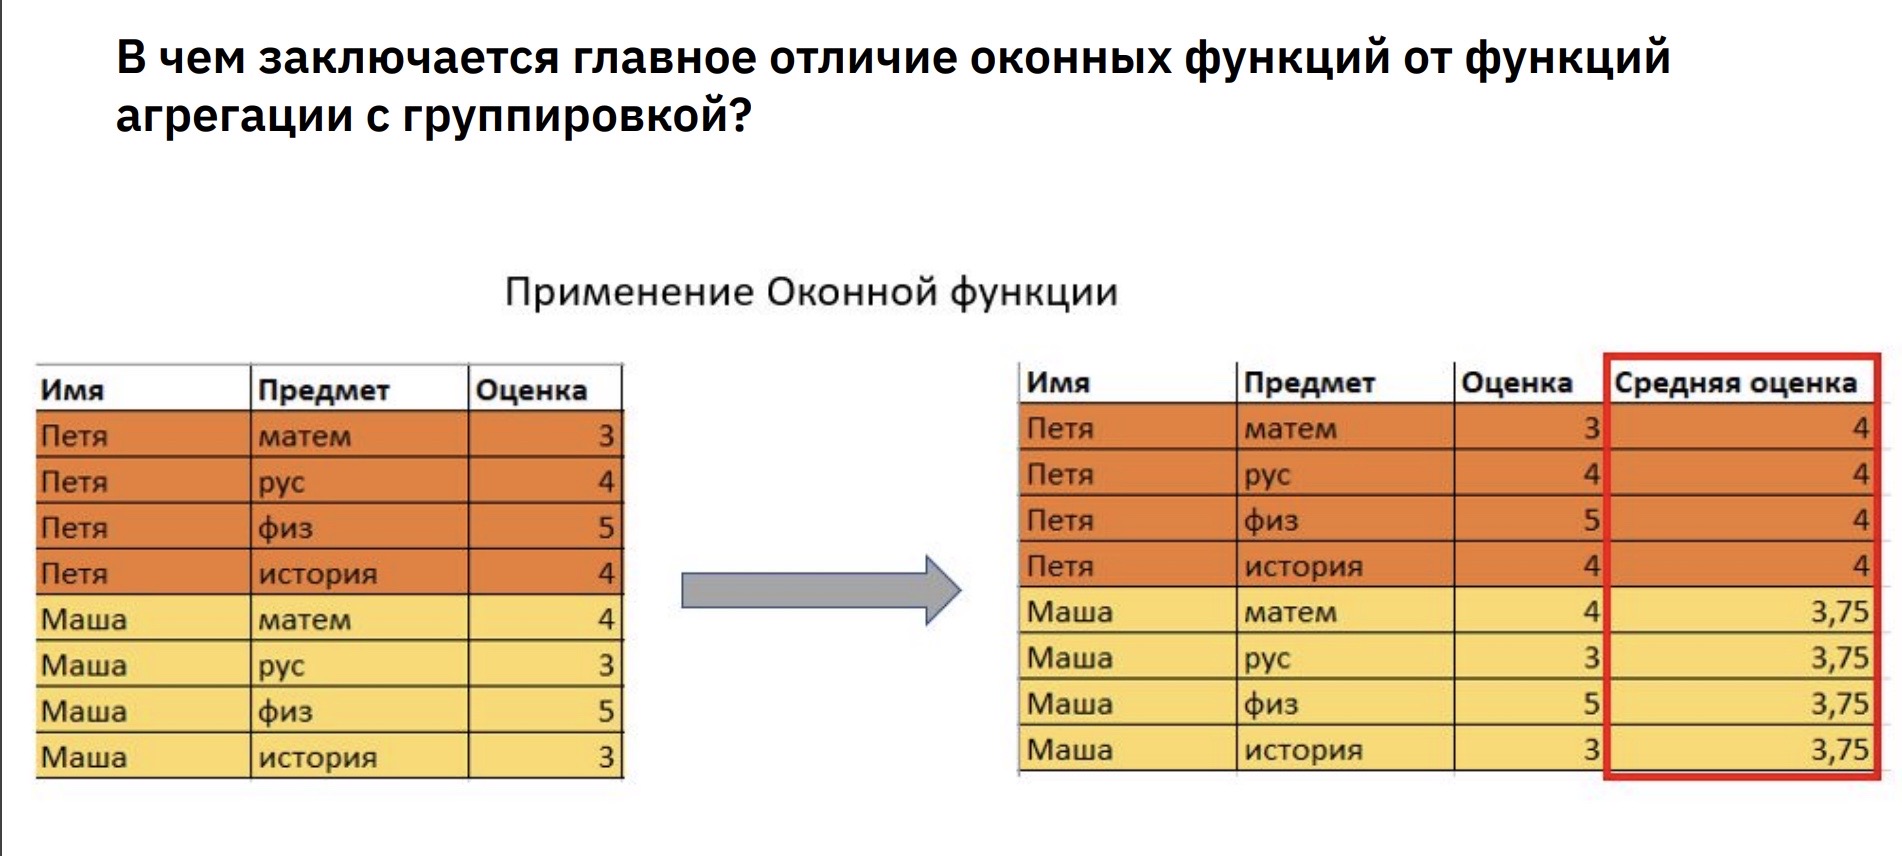 В чем заключается главное отличие оконных функций от функций
агрегации с группировкой?
Применение Оконной функции
Имя Предмет Оценка
Петя матем 3
Петя рус 4
Петя физ 5
Петя история 4
Маша матем 4
Маша рус 3
Маша физ 5
Маша история 3
Имя Предмет Оценка Средняя оценка
Петя матем 3 4
Петя рус 4 4
Петя физ 5 4
Петя история 4 4
Маша матем 4 3,75
Маша рус 3 3,75
Маша физ 5 3,75
Маша история 3 3,75